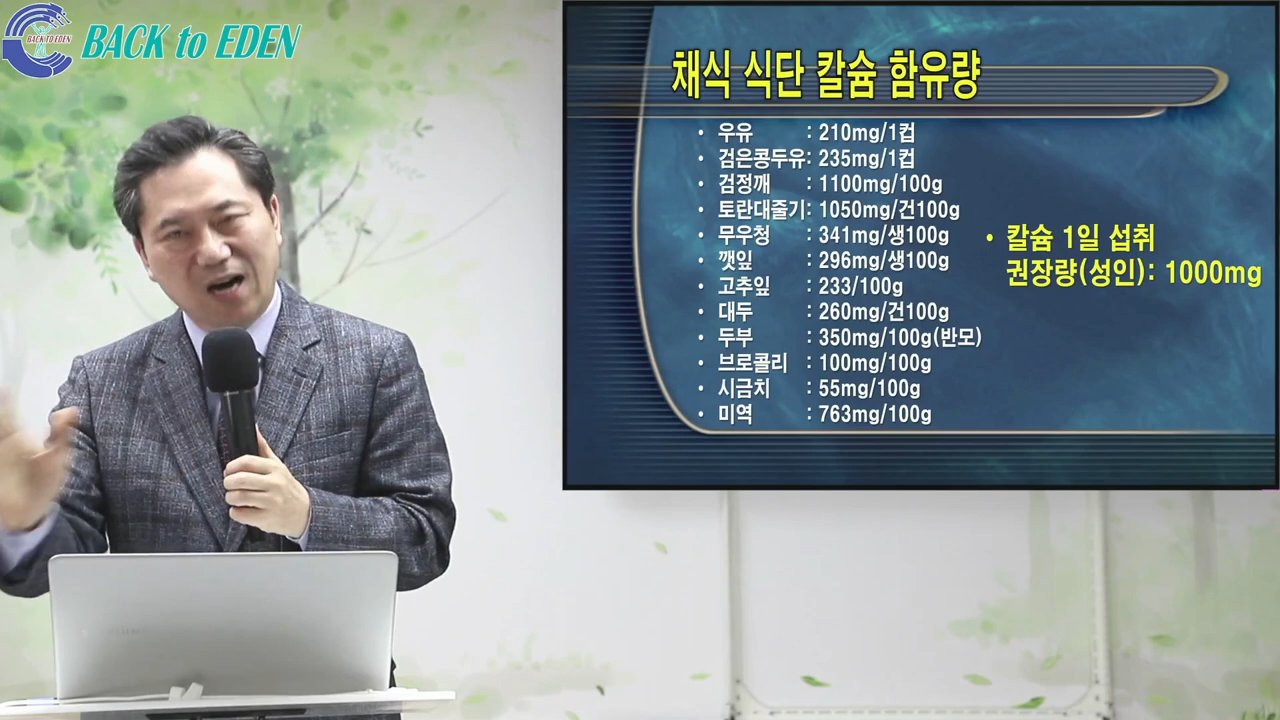 BACK TO EDEN
BACK to EDEN
채식 식단 칼슘 함유량
• 우유 : 210mg/1컵
• 검은콩두유: 235mg/1컵
• 검정깨 : 1100mg/100g
• 토란대줄기: 1050mg/건100g
• 무우청 : 341mg/생100g
• 깻잎 : 296mg/생100g
• 고추잎 : 233/100g
• 대두 : 260mg/건100g
• 두부 : 350mg/100g(반모)
• 브로콜리 : 100mg/100g
• 시금치 : 55mg/100g
• 미역 : 763mg/100g
• 칼슘 1일 섭취
권장량(성인): 1000mg